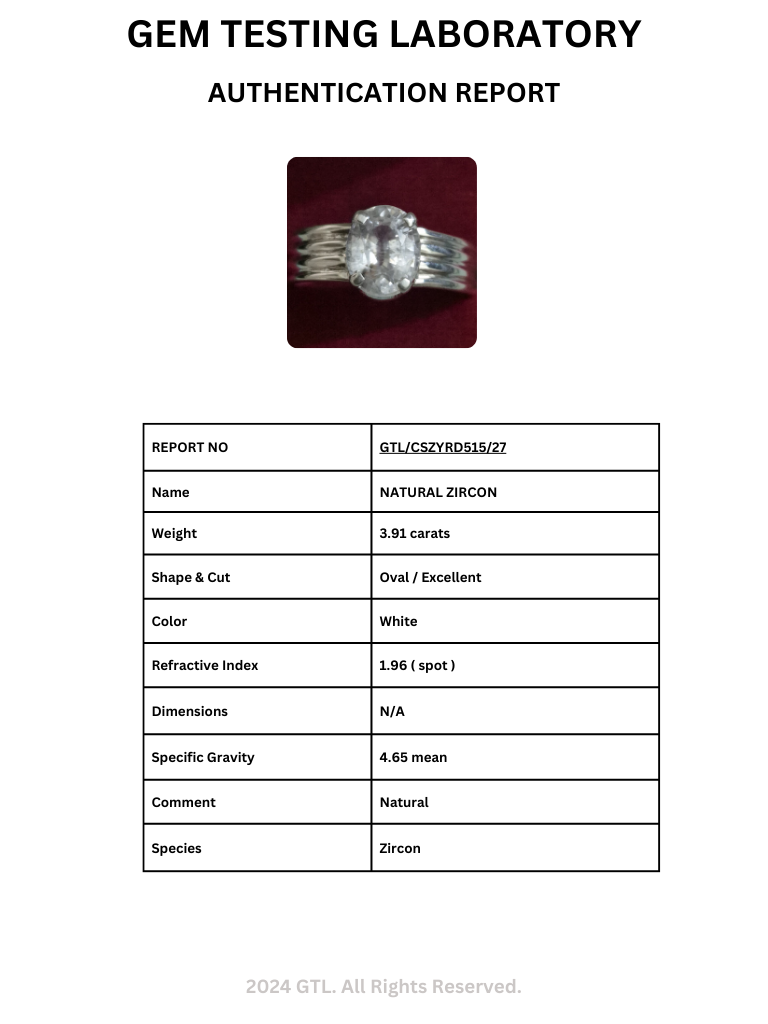 GEM TESTING LABORATORY
AUTHENTICATION REPORT
REPORT NO GTL/CSZYRD515/27
Name NATURAL ZIRCON
Weight 3.91 carats
Shape & Cut Oval / Excellent
Color White
Refractive Index 1.96 ( spot )
Dimensions N/A
Specific Gravity 4.65 mean
Comment Natural
Species Zircon
2024 GTL. All Rights Reserved.